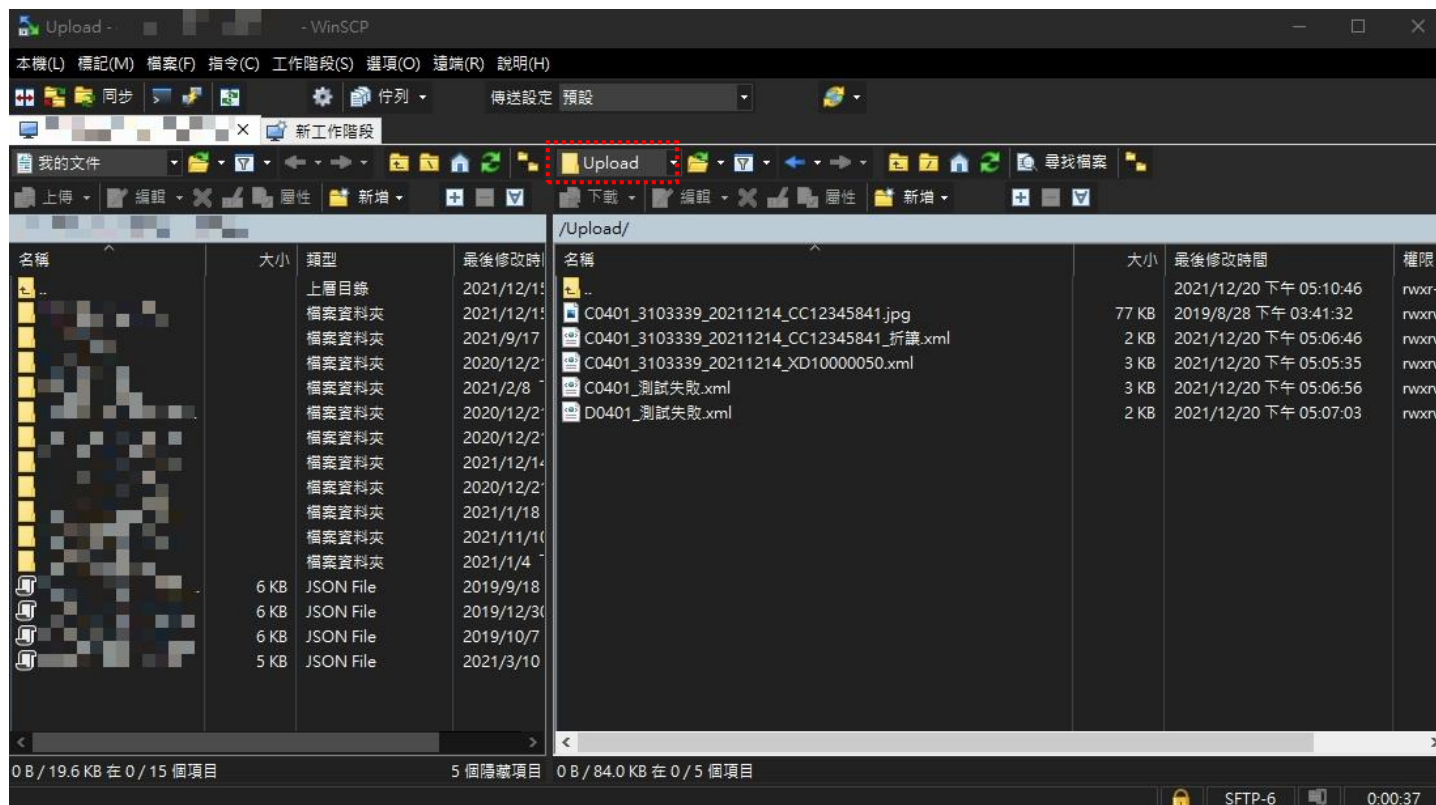 Upload -
- WinSCP
本機(L) 標記(M) 檔案(F) 指令(C) 工作階段(S) 選項(O) 遠端(R) 說明(H)
同步 佇列 傳送設定 預設
新工作階段
我的文件 Upload 尋找檔案
上傳 編輯 屬性 新增 下載 編輯 屬性 新增
/Upload/
名稱 大小 類型 最後修改時 名稱 大小 最後修改時間 權限
.. 上層目錄 2021/12/15 .. 2021/12/20 下午 05:10:46 rwxr-
檔案資料夾 2021/12/15 C0401_3103339_20211214_CC12345841.jpg 77 KB 2019/8/28 下午 03:41:32 rwxrw
檔案資料夾 2021/9/17 C0401_3103339_20211214_CC12345841_折讓.xml 2 KB 2021/12/20 下午 05:06:46 rwxrw
檔案資料夾 2020/12/2 C0401_3103339_20211214_XD10000050.xml 3 KB 2021/12/20 下午 05:05:35 rwxrw
檔案資料夾 2021/2/8 C0401_測試失敗.xml 3 KB 2021/12/20 下午 05:06:56 rwxrw
檔案資料夾 2020/12/2 D0401_測試失敗.xml 2 KB 2021/12/20 下午 05:07:03 rwxrw
檔案資料夾 2020/12/2
檔案資料夾 2021/12/14
檔案資料夾 2020/12/2
檔案資料夾 2021/1/18
檔案資料夾 2021/11/10
檔案資料夾 2021/1/4
6 KB JSON File 2019/9/18
6 KB JSON File 2019/12/30
6 KB JSON File 2019/10/7
5 KB JSON File 2021/3/10
0 B / 19.6 KB 在 0 / 15 個項目 5 個隱藏項目 0 B / 84.0 KB 在 0 / 5 個項目
SFTP-6 0:00:37